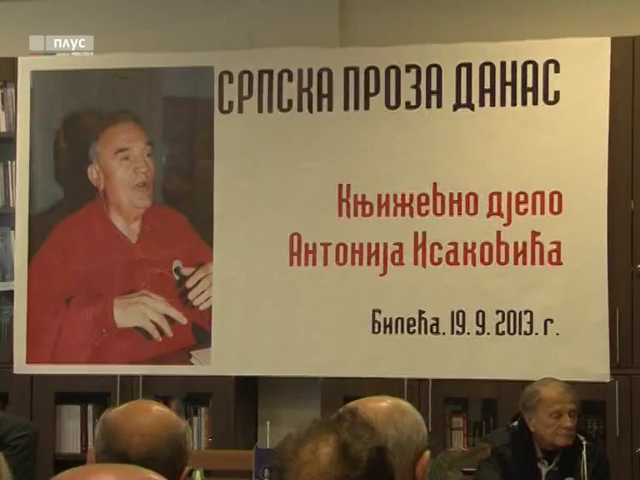 плус
СРПСКА ПРОЗА ДАНАС
Књижевно дјело
Антонија Исаковића
Билећа. 19. 9. 2013. г.